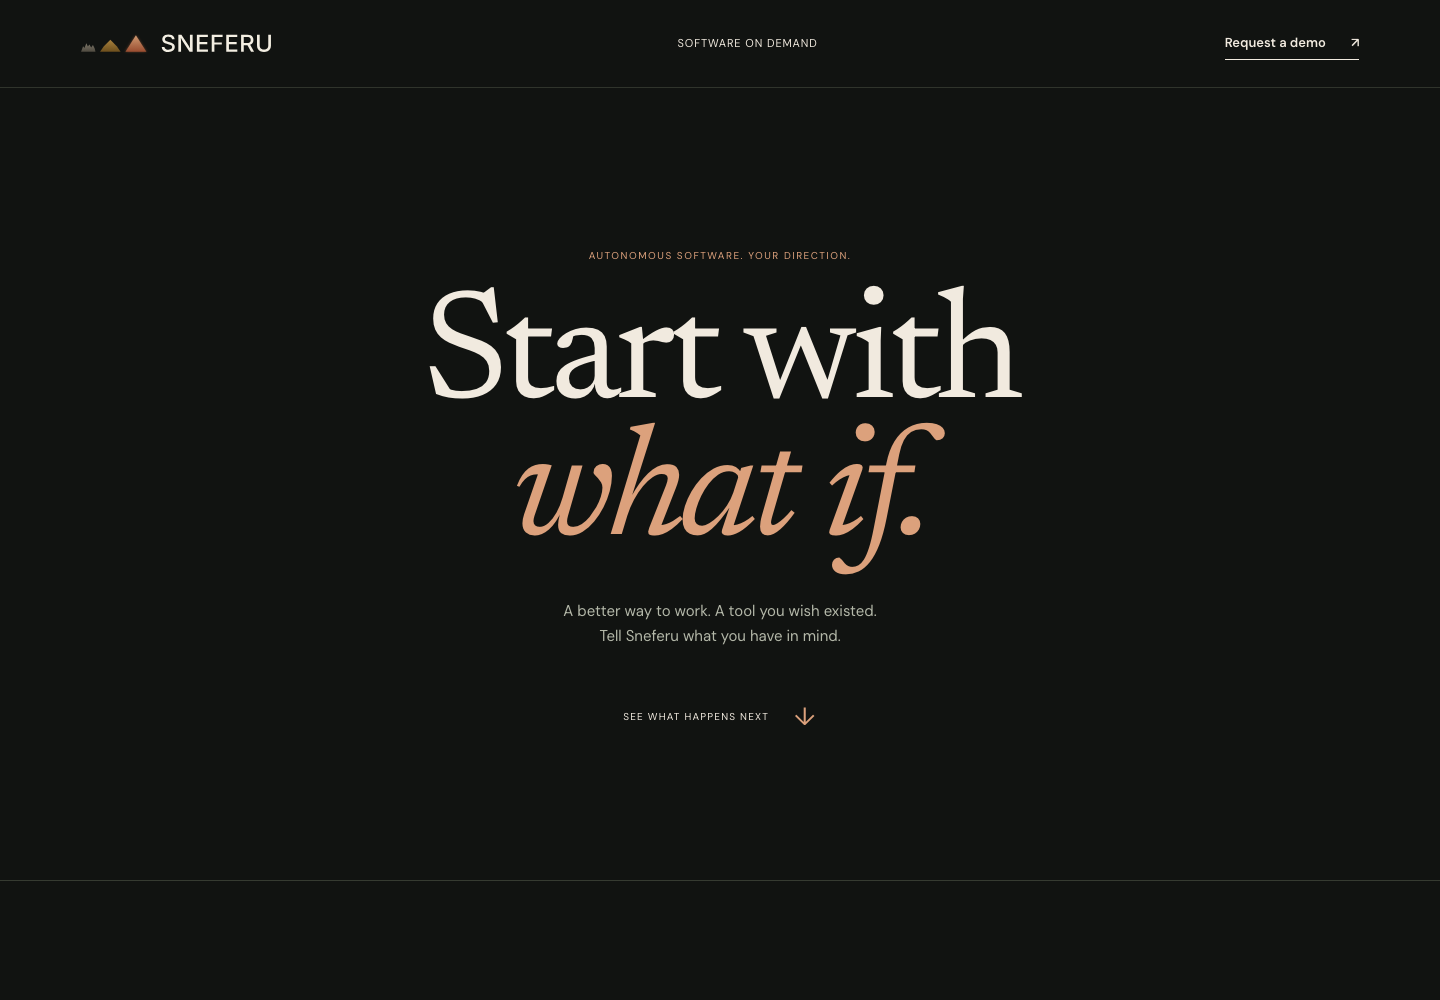 SNEFERU
SOFTWARE ON DEMAND
Request a demo
AUTONOMOUS SOFTWARE. YOUR DIRECTION.
Start with
what if.
A better way to work. A tool you wish existed.
Tell Sneferu what you have in mind.
SEE WHAT HAPPENS NEXT